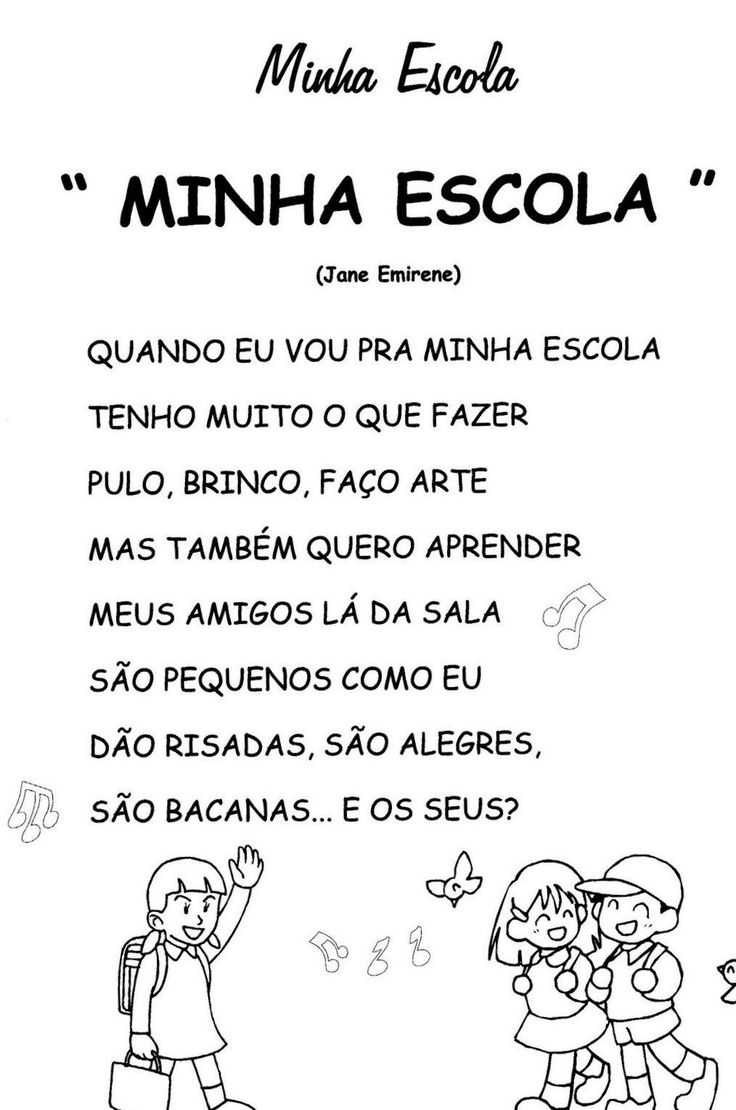 Minha Escola
" MINHA ESCOLA "
(Jane Emirene)
QUANDO EU VOU PRA MINHA ESCOLA
TENHO MUITO O QUE FAZER
PULO, BRINCO, FAÇO ARTE
MAS TAMBÉM QUERO APRENDER
MEUS AMIGOS LÁ DA SALA
SÃO PEQUENOS COMO EU
DÃO RISADAS, SÃO ALEGRES,
SÃO BACANAS... E OS SEUS?